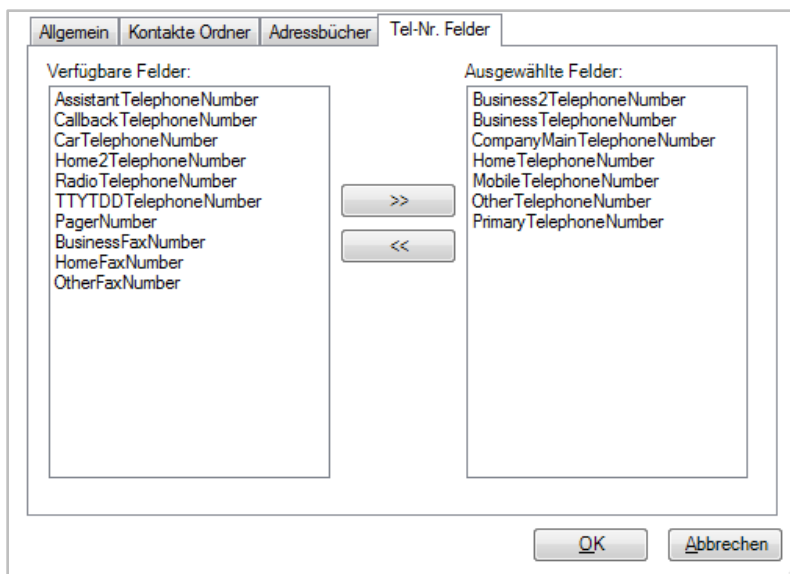 Allgemein Kontakte Ordner Adressbücher Tel-Nr. Felder
Verfügbare Felder:
AssistantTelephoneNumber
CallbackTelephoneNumber
CarTelephoneNumber
Home2TelephoneNumber
RadioTelephoneNumber
TTYTDDTelephoneNumber
PagerNumber
BusinessFaxNumber
HomeFaxNumber
OtherFaxNumber
>>
<<
Ausgewählte Felder:
Business2TelephoneNumber
BusinessTelephoneNumber
CompanyMainTelephoneNumber
HomeTelephoneNumber
MobileTelephoneNumber
OtherTelephoneNumber
PrimaryTelephoneNumber
OK Abbrechen